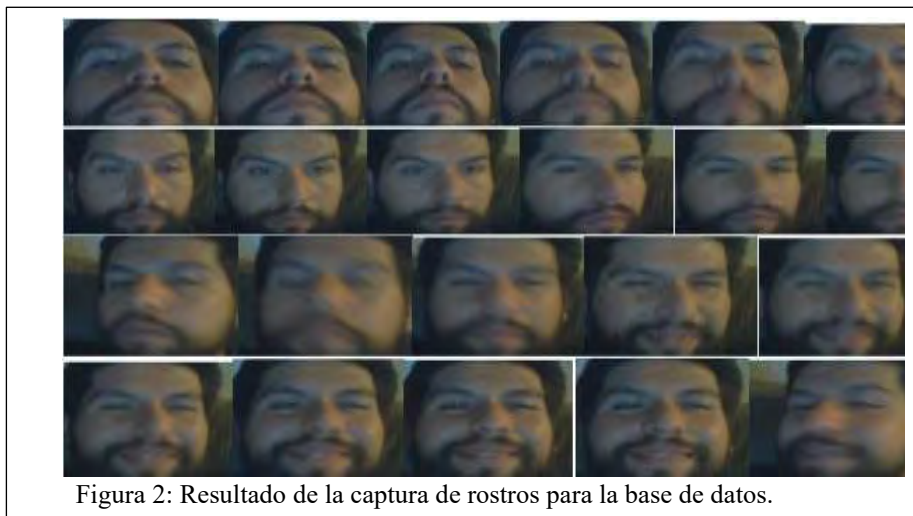 Figura 2: Resultado de la captura de rostros para la base de datos.